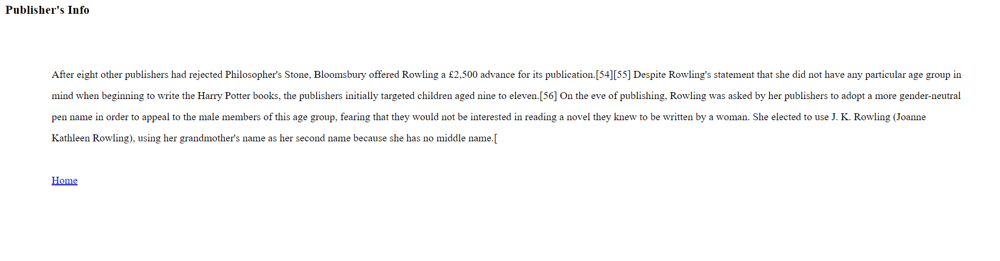 Publisher's Info
After eight other publishers had rejected Philosopher's Stone, Bloomsbury offered Rowling a £2,500 advance for its publication.[54][55] Despite Rowling's statement that she did not have any particular age group in
mind when beginning to write the Harry Potter books, the publishers initially targeted children aged nine to eleven.[56] On the eve of publishing, Rowling was asked by her publishers to adopt a more gender-neutral
pen name in order to appeal to the male members of this age group, fearing that they would not be interested in reading a novel they knew to be written by a woman. She elected to use J. K. Rowling (Joanne
Kathleen Rowling), using her grandmother's name as her second name because she has no middle name.[
Home